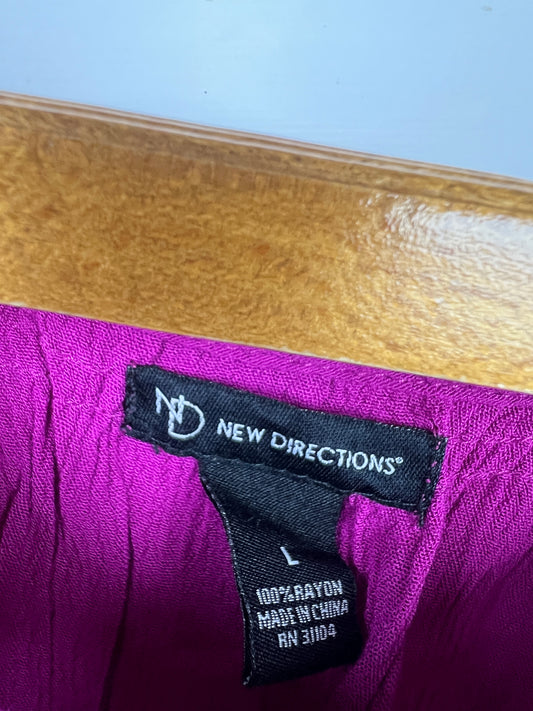 ND NEW DIRECTIONS®
L
100% RAYON
MADE IN CHINA
RN 31104